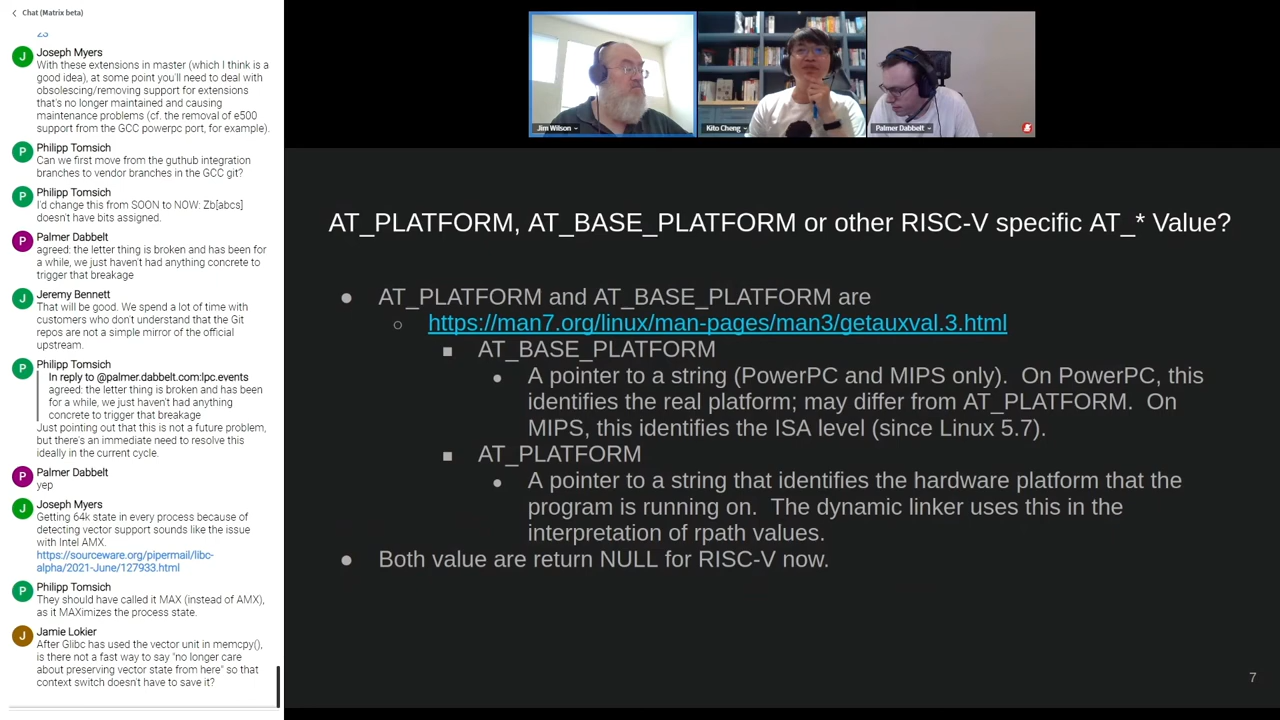 Chat (Matrix beta)
23
J
Joseph Myers
With these extensions in master (which I think is a
good idea), at some point you'll need to deal with
obsolescing/removing support for extensions
that's no longer maintained and causing
maintenance problems (cf. the removal of e500
support from the GCC powerpc port, for example).
P
Philipp Tomsich
Can we first move from the guthub integration
branches to vendor branches in the GCC git?
P
Philipp Tomsich
I'd change this from SOON to NOW: Zb[abcs]
doesn't have bits assigned.
P
Palmer Dabbelt
agreed: the letter thing is broken and has been for
a while, we just haven't had anything concrete to
trigger that breakage
J
Jeremy Bennett
That will be good. We spend a lot of time with
customers who don't understand that the Git
repos are not a simple mirror of the official
upstream.
P
Philipp Tomsich
In reply to @palmer.dabbelt.com:lpc.events
agreed: the letter thing is broken and has been
for a while, we just haven't had anything
concrete to trigger that breakage
Just pointing out that this is not a future problem,
but there's an immediate need to resolve this
ideally in the current cycle.
P
Palmer Dabbelt
yep
J
Joseph Myers
Getting 64k state in every process because of
detecting vector support sounds like the issue
with Intel AMX.
https://sourceware.org/pipermail/libc-
alpha/2021-June/127933.html
P
Philipp Tomsich
They should have called it MAX (instead of AMX),
as it MAXimizes the process state.
J
Jamie Lokier
After Glibc has used the vector unit in memcpy(),
is there not a fast way to say "no longer care
about preserving vector state from here" so that
context switch doesn't have to save it?
Jim Wilson
Kito Cheng
Palmer Dabbelt
AT_PLATFORM, AT_BASE_PLATFORM or other RISC-V specific AT_* Value?
● AT_PLATFORM and AT_BASE_PLATFORM are
○ https://man7.org/linux/man-pages/man3/getauxval.3.html
■ AT_BASE_PLATFORM
● A pointer to a string (PowerPC and MIPS only). On PowerPC, this
identifies the real platform; may differ from AT_PLATFORM. On
MIPS, this identifies the ISA level (since Linux 5.7).
■ AT_PLATFORM
● A pointer to a string that identifies the hardware platform that the
program is running on. The dynamic linker uses this in the
interpretation of rpath values.
● Both value are return NULL for RISC-V now.
7